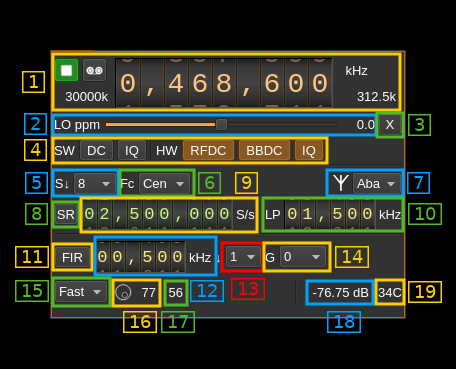 1 0,468,600 kHz
30000k 312.5k
2 LO ppm 0.0 X 3
4 SW DC IQ HW RFDC BBDC IQ
5 S↓ 8 Fc Cen 6 9 Aba 7
8 SR 02,500,000 S/s LP 01,500 kHz 10
11 FIR 00,500 kHz 1 G 0 14
15 Fast 77 56 12 13 -76.75 dB 34C 19
16 17 18